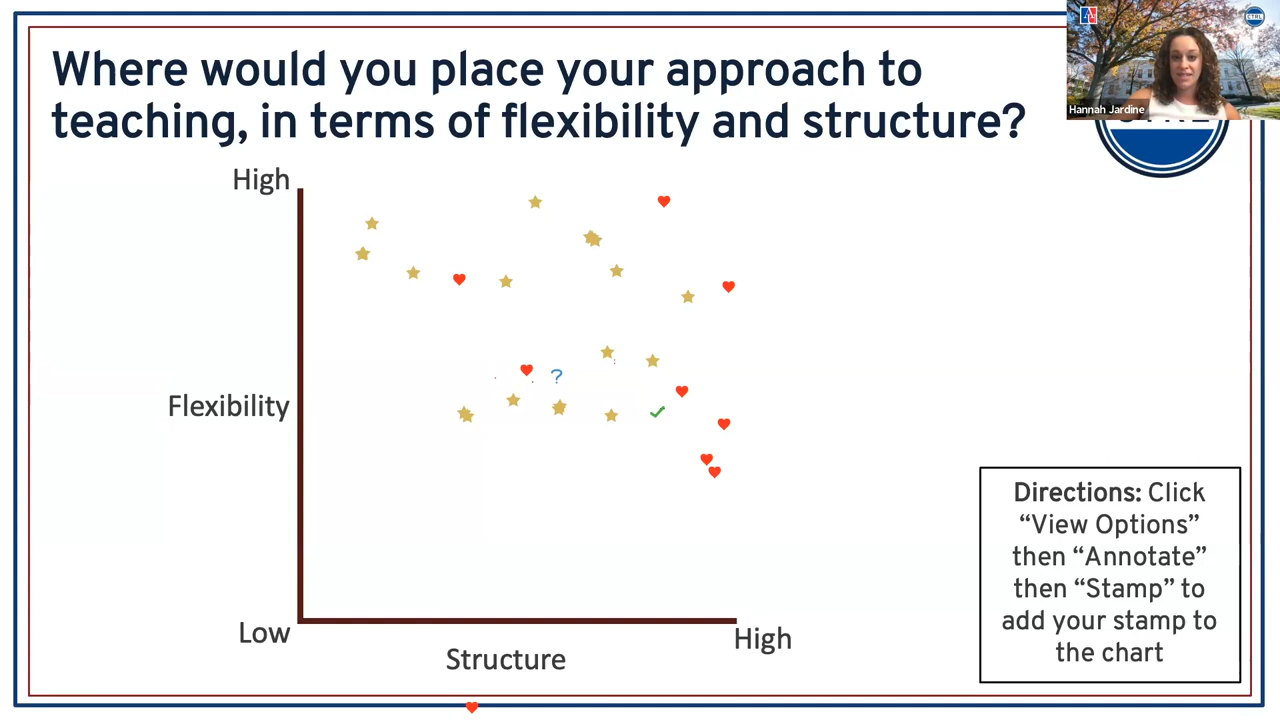 Where would you place your approach to
teaching, in terms of flexibility and structure?
Hannah Jardine
CTRL
High
Flexibility
?
Low
High
Structure
Directions: Click
“View Options”
then “Annotate”
then “Stamp” to
add your stamp to
the chart